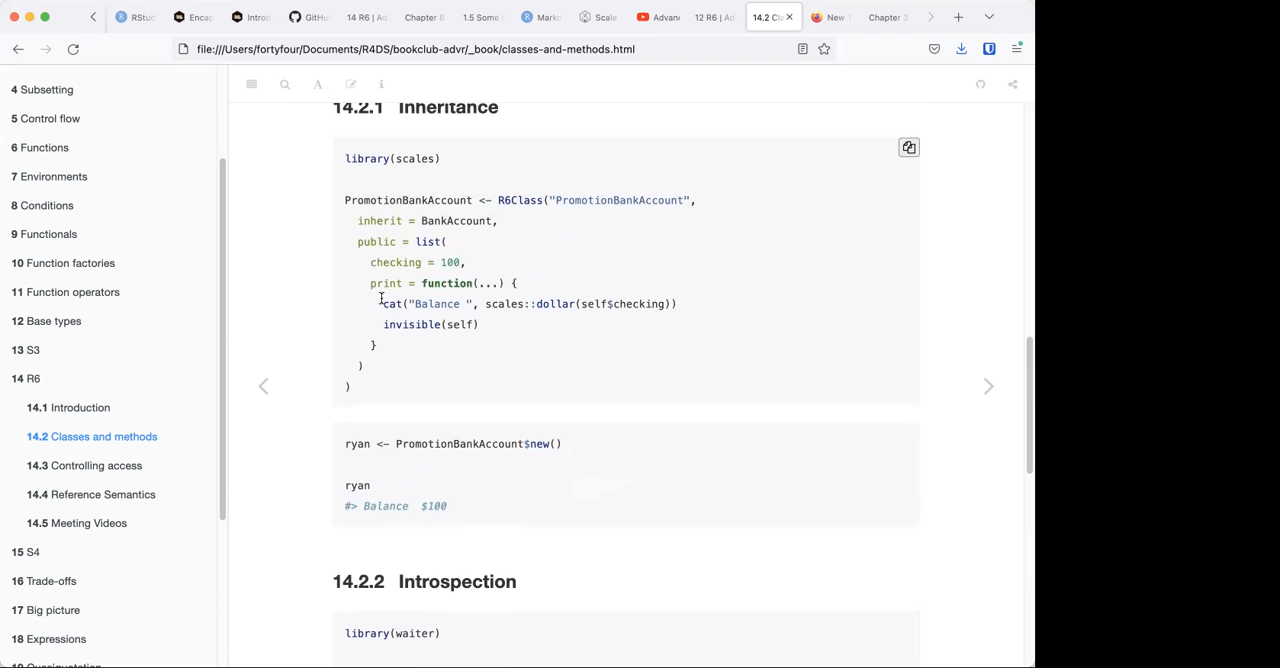 RStud
Encap
Introd
GitHu
14 R6 | Ad
Chapter 8
1.5 Some
Markd
Scale
Advan
12 R6 | Ad
14.2 Cl
New T
Chapter 3
file:///Users/fortyfour/Documents/R4DS/bookclub-advr/_book/classes-and-methods.html
4 Subsetting
5 Control flow
6 Functions
7 Environments
8 Conditions
9 Functionals
10 Function factories
11 Function operators
12 Base types
13 S3
14 R6
14.1 Introduction
14.2 Classes and methods
14.3 Controlling access
14.4 Reference Semantics
14.5 Meeting Videos
15 S4
16 Trade-offs
17 Big picture
18 Expressions
14.2.1 Inheritance
library(scales)
PromotionBankAccount <- R6Class("PromotionBankAccount",
inherit = BankAccount,
public = list(
checking = 100,
print = function(...) {
cat("Balance ", scales::dollar(self$checking))
invisible(self)
}
)
)
ryan <- PromotionBankAccount$new()
ryan
#> Balance  $100
14.2.2 Introspection
library(waiter)